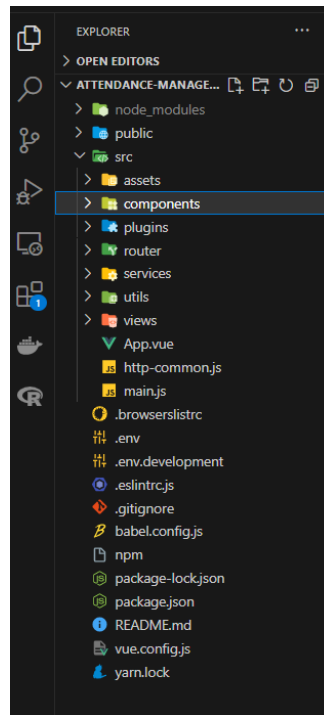 EXPLORER
OPEN EDITORS
ATTENDANCE-MANAGE...
node_modules
public
src
assets
components
plugins
router
services
utils
views
App.vue
JS http-common.js
JS main.js
.browserslistrc
.env
.env.development
.eslintrc.js
.gitignore
babel.config.js
npm
package-lock.json
package.json
README.md
vue.config.js
yarn.lock
1
R